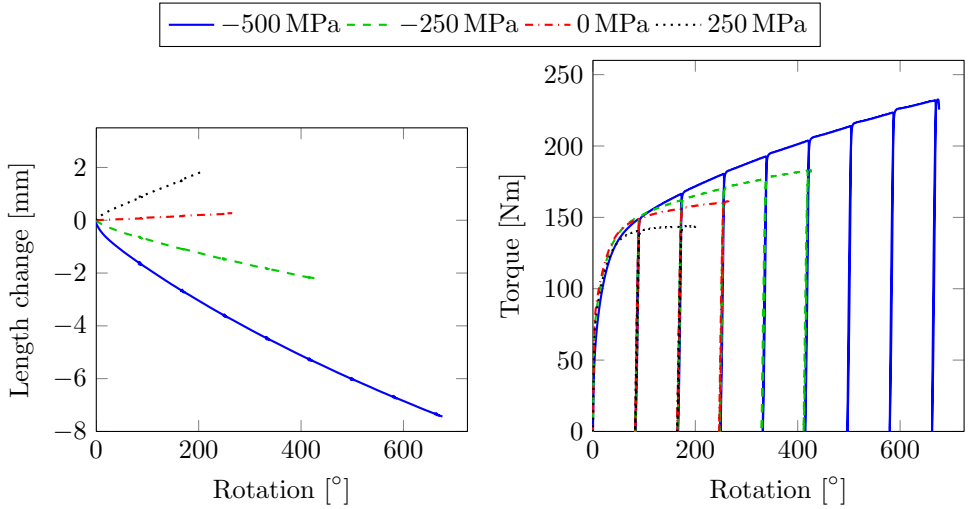 −500 MPa −250 MPa 0 MPa 250 MPa
2
0
−2
−4
−6
−8
0 200 400 600
Rotation [°]
Length change [mm]
250
200
150
100
50
0
0 200 400 600
Rotation [°]
Torque [Nm]